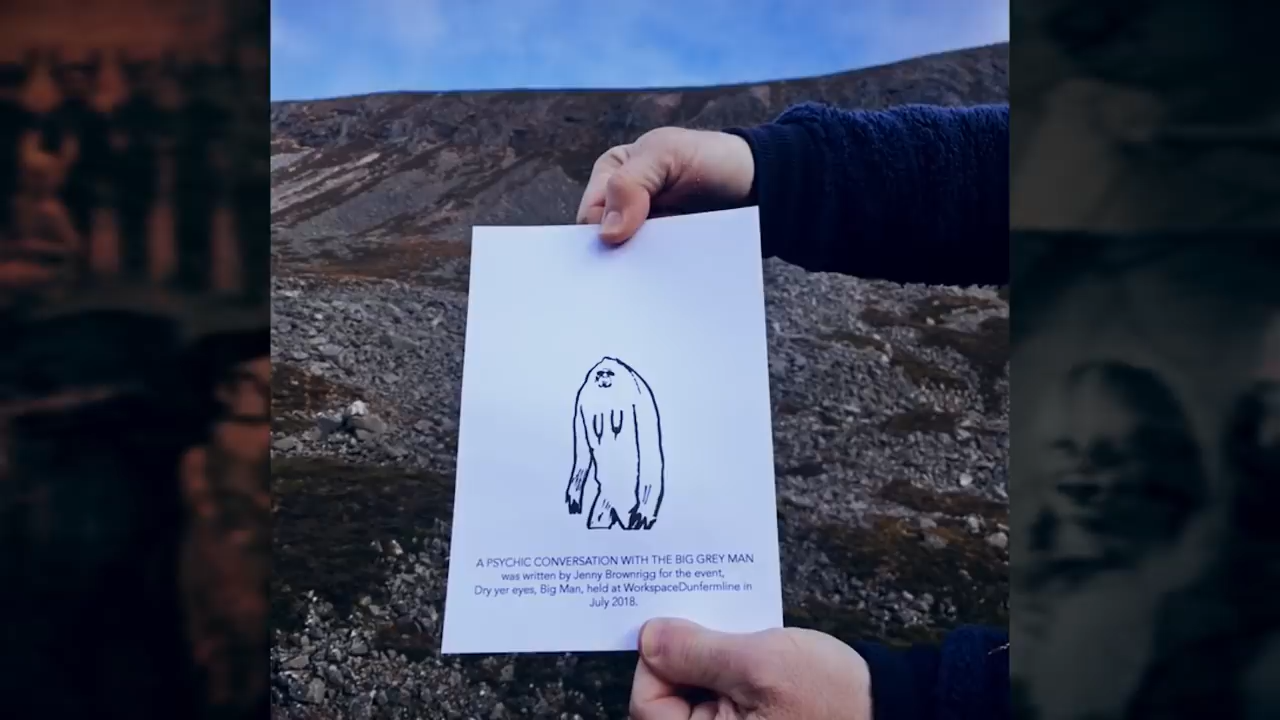 A PSYCHIC CONVERSATION WITH THE BIG GREY MAN
was written by Jenny Brownrigg for the event,
Dry yer eyes, Big Man, held at WorkspaceDunfermline in
July 2018.